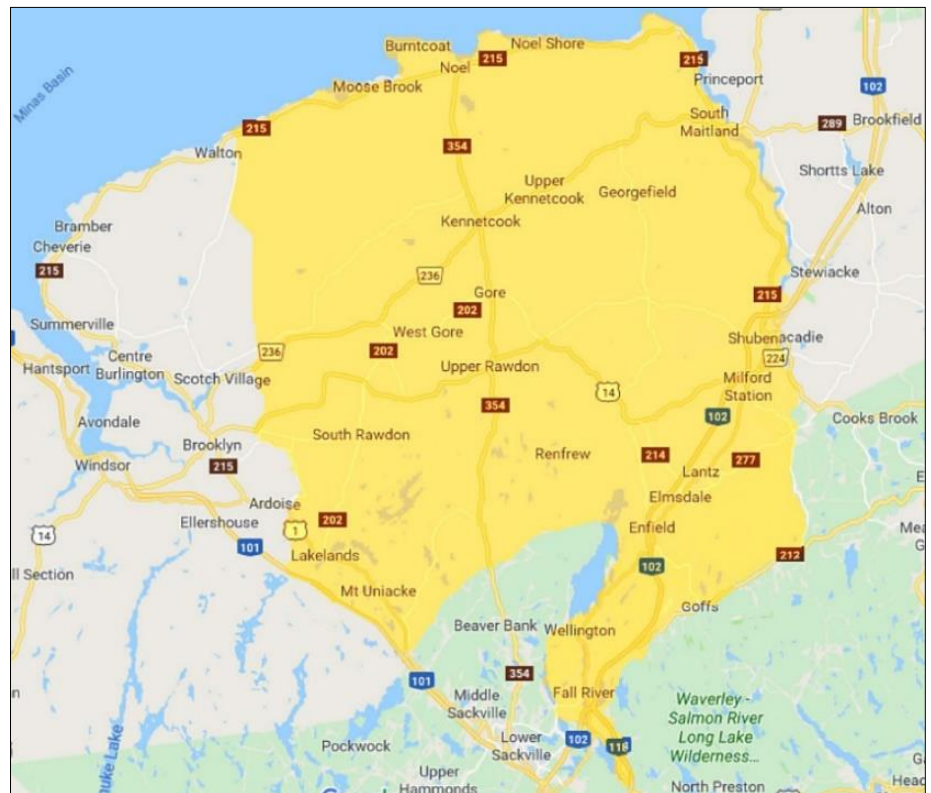 Burntcoat
Noel Shore
215
215
Noel
Princeport
Moose Brook
102
Minas Basin
South
Maitland
289
Brookfield
215
354
Walton
Shortts Lake
Upper
Kennetcook
Georgefield
Alton
Kennetcook
Bramber
Cheverie
215
236
Stewiacke
Gore
215
202
Summerville
West Gore
Shubenacadie
236
202
224
Centre
Burlington
Hantsport
Upper Rawdon
Scotch Village
Milford
Station
14
354
102
Avondale
Cooks Brook
South Rawdon
Brooklyn
Renfrew
214
277
215
Windsor
Lantz
Elmsdale
Ardoise
Ellershouse
202
1
Enfield
14
101
Lakelands
212
102
ll Section
Mt Uniacke
Goffs
Beaver Bank
Wellington
354
101
Fall River
Middle
Sackville
Waverley -
Salmon River
Long Lake
Wilderness...
Lower
Sackville
102
118
Pockwock
Upper
Hammonds
North Preston